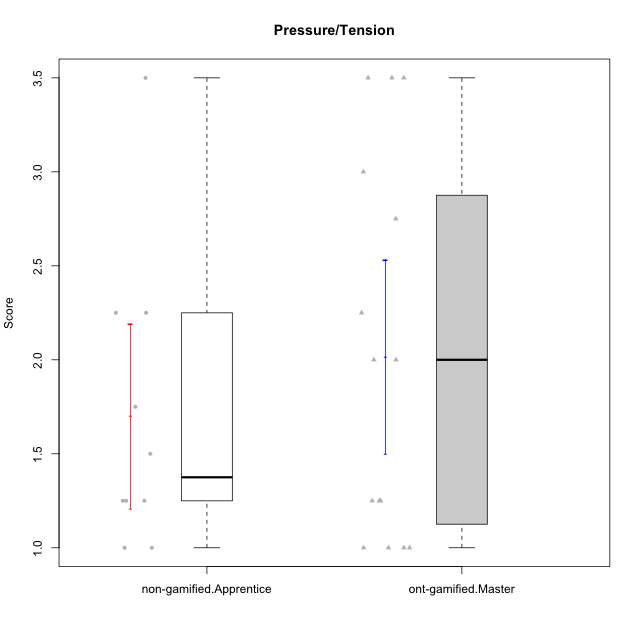 Pressure/Tension
Score
3.5
3.0
2.5
2.0
1.5
1.0
non-gamified.Apprentice
ont-gamified.Master